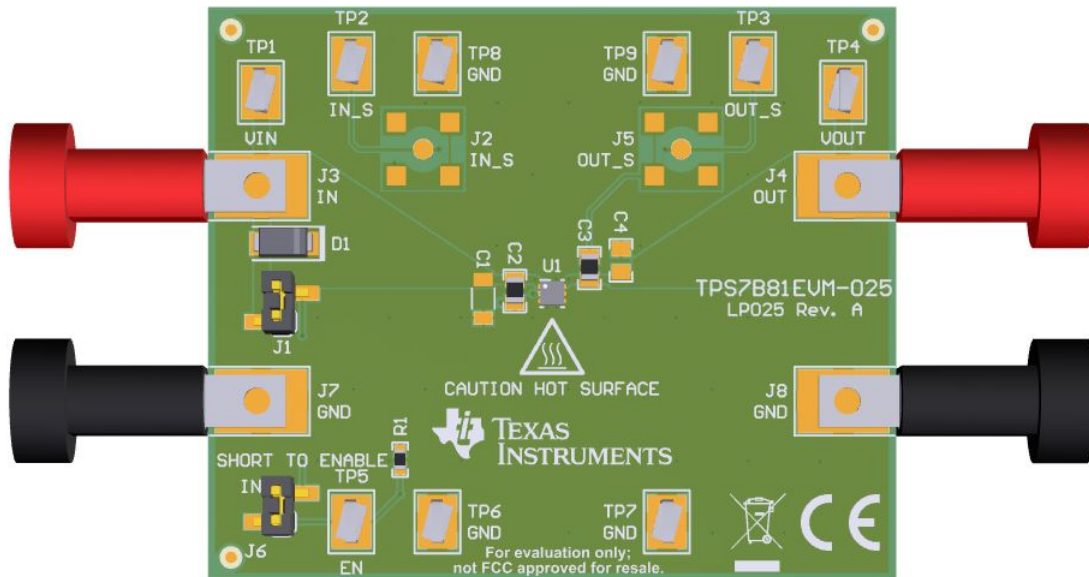 TP2
TP3
TP1
TP8
GND
TP9
GND
TP4
IN_S
OUT_S
VIN
J2
IN_S
J5
OUT_S
VOUT
J3
IN
J4
OUT
D1
C1
C2
U1
C3
C4
TPS7B81EVM-025
LP025 Rev. A
J1
CAUTION HOT SURFACE
J7
GND
J8
GND
R1
TEXAS
INSTRUMENTS
SHORT TO ENABLE
IN
TP5
TP6
GND
TP7
GND
CE
J6
EN
For evaluation only;
not FCC approved for resale.